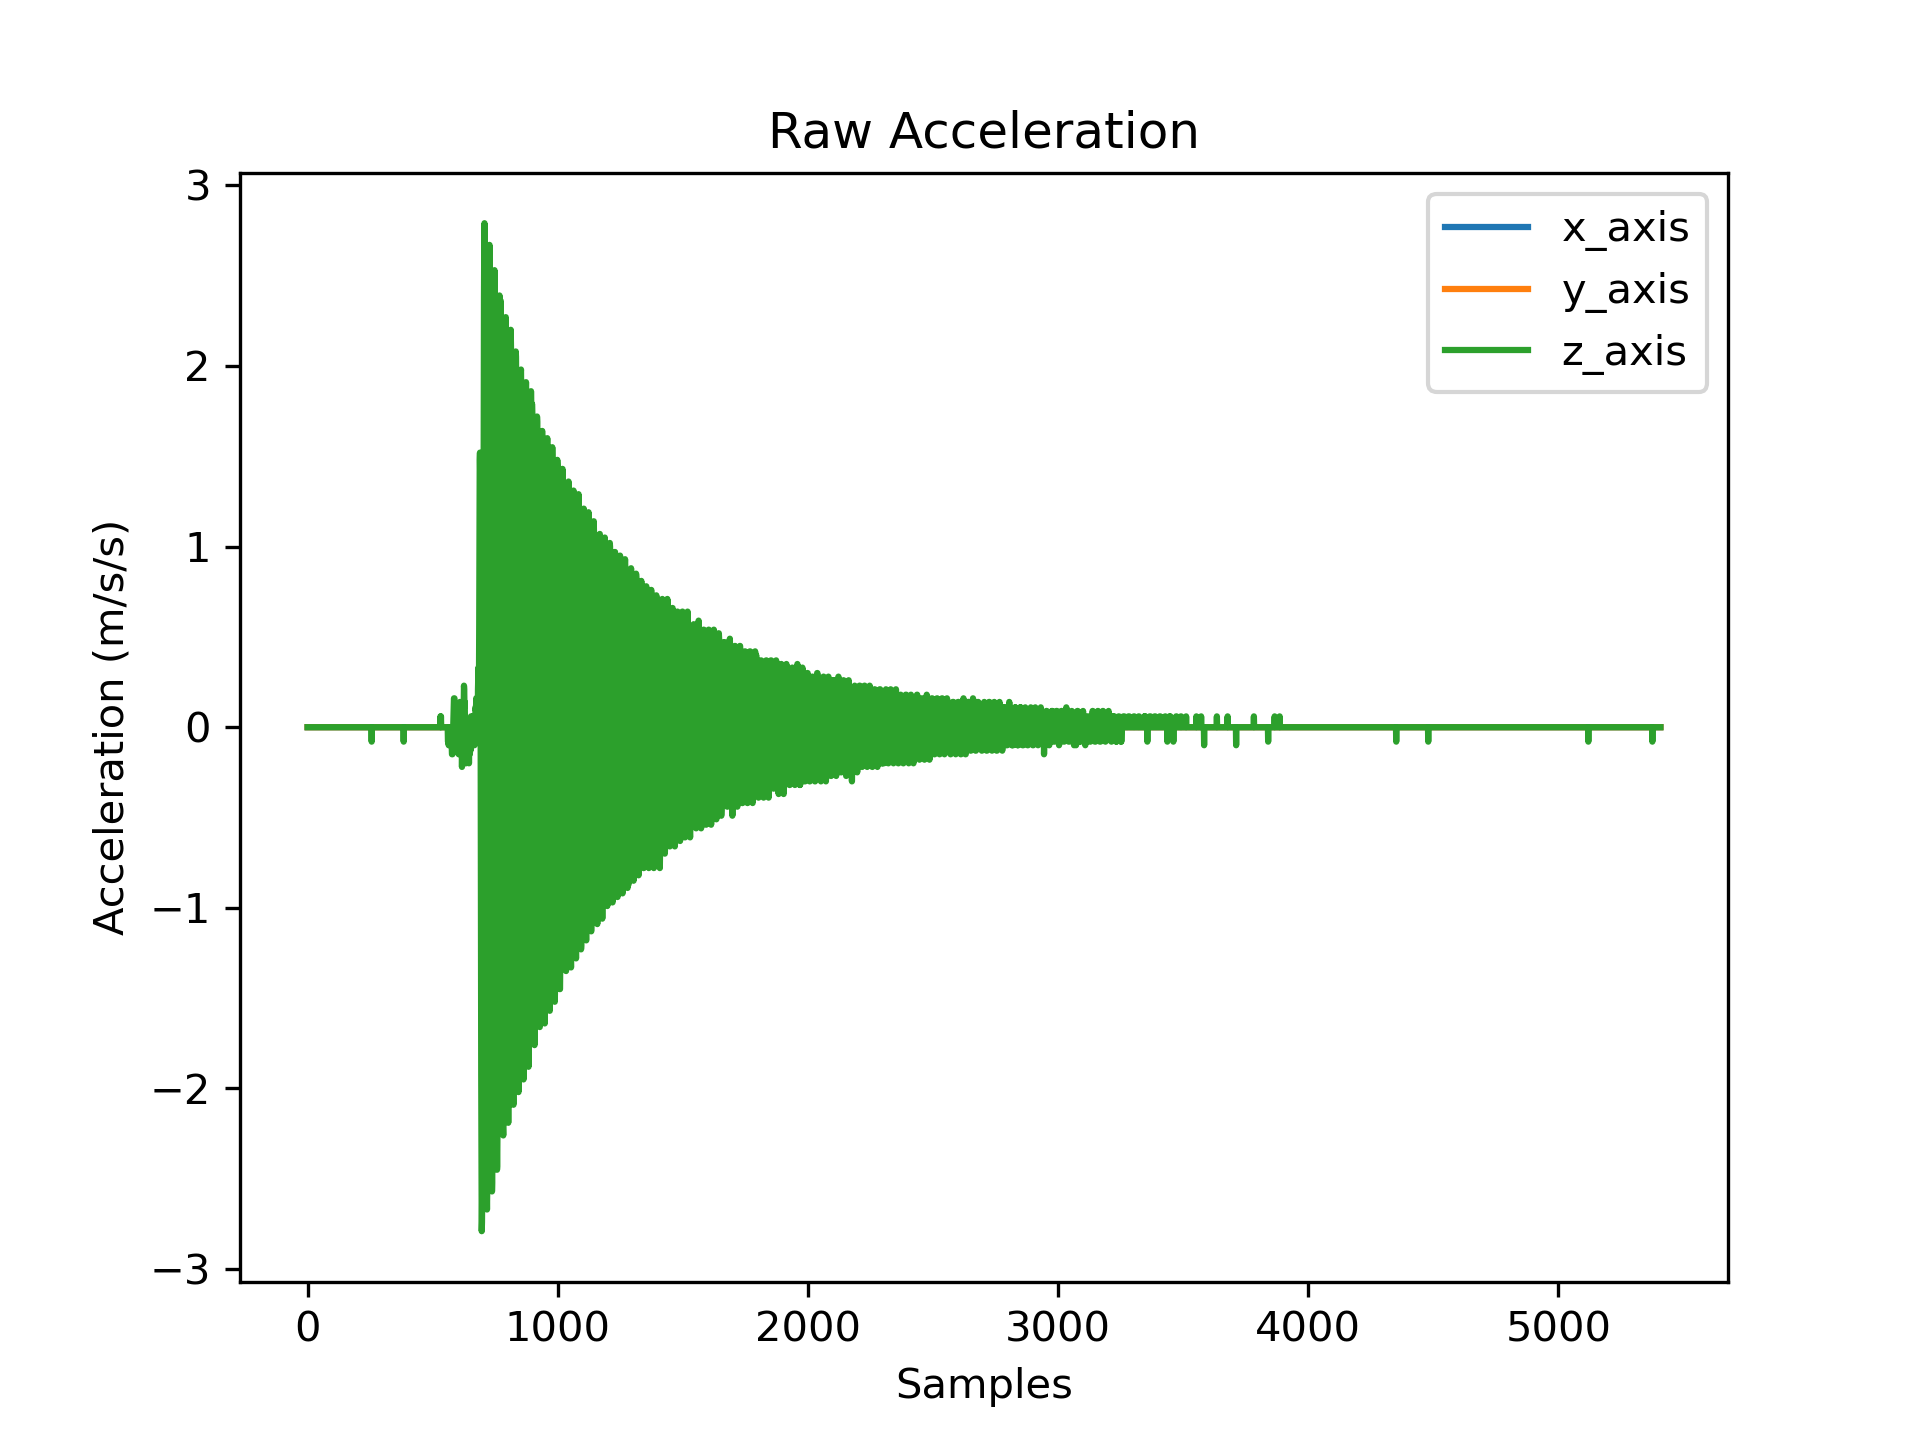 Raw Acceleration
x_axis
y_axis
z_axis
Acceleration (m/s/s)
3
2
1
0
−1
−2
−3
0 1000 2000 3000 4000 5000
Samples